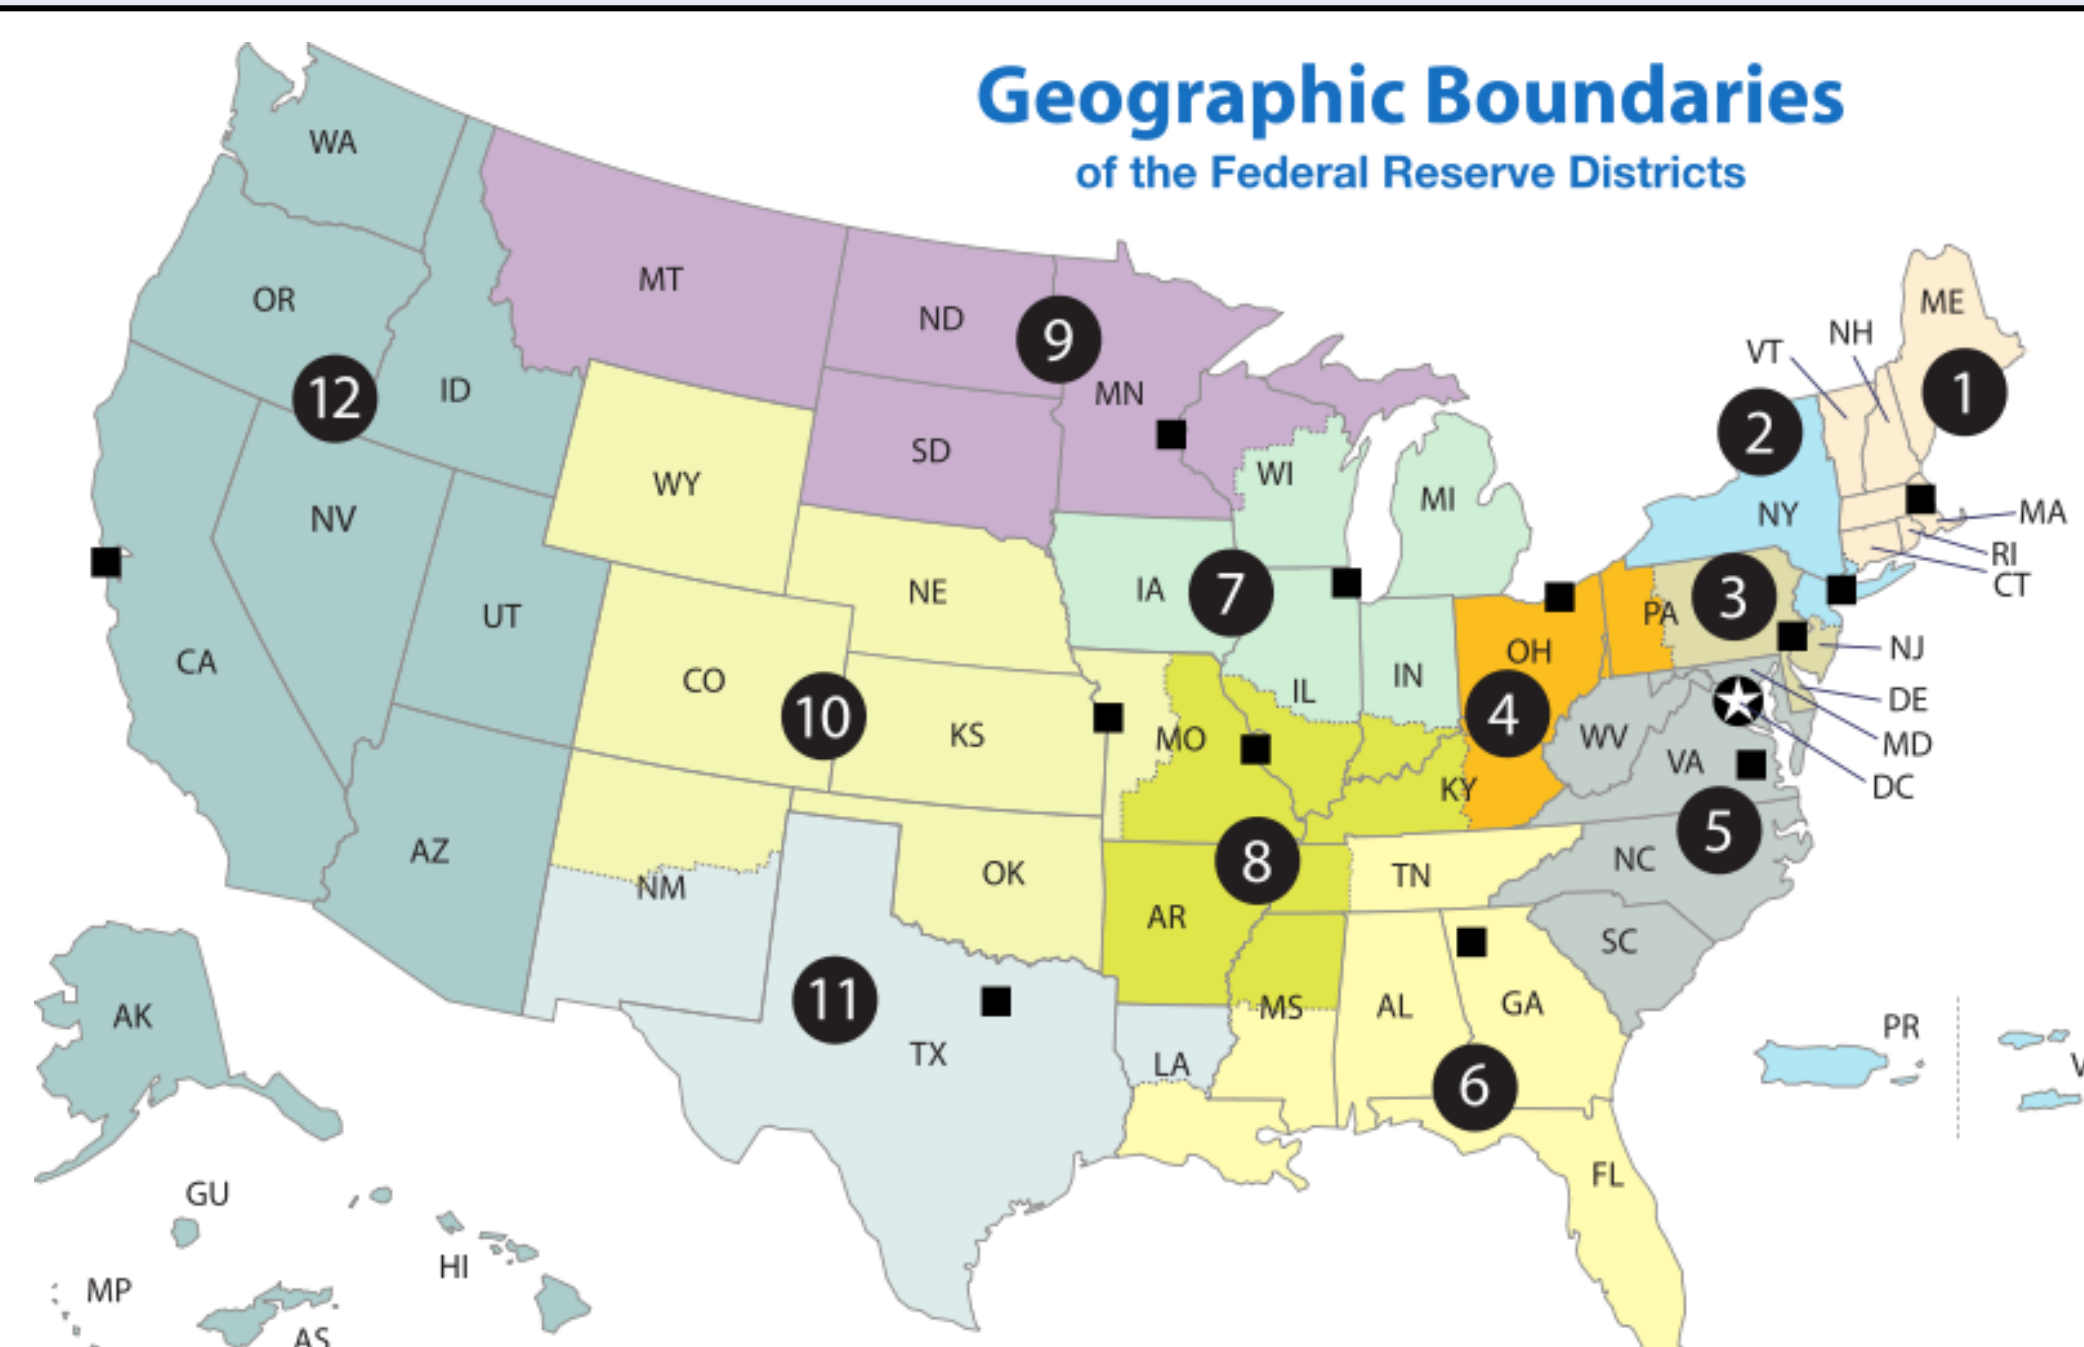 Geographic Boundaries
of the Federal Reserve Districts
WA
MT
ND
9
MN
OR
12
ID
SD
WY
WI
MI
VT
NH
ME
1
2
NY
MA
RI
CT
NV
UT
CA
NE
IA
7
IL
IN
OH
PA
3
NJ
DE
MD
DC
CO
10
KS
MO
KY
4
WV
VA
5
AZ
NM
OK
8
AR
TN
NC
SC
11
TX
LA
MS
AL
GA
6
FL
PR
AK
GU
MP
HI
AS